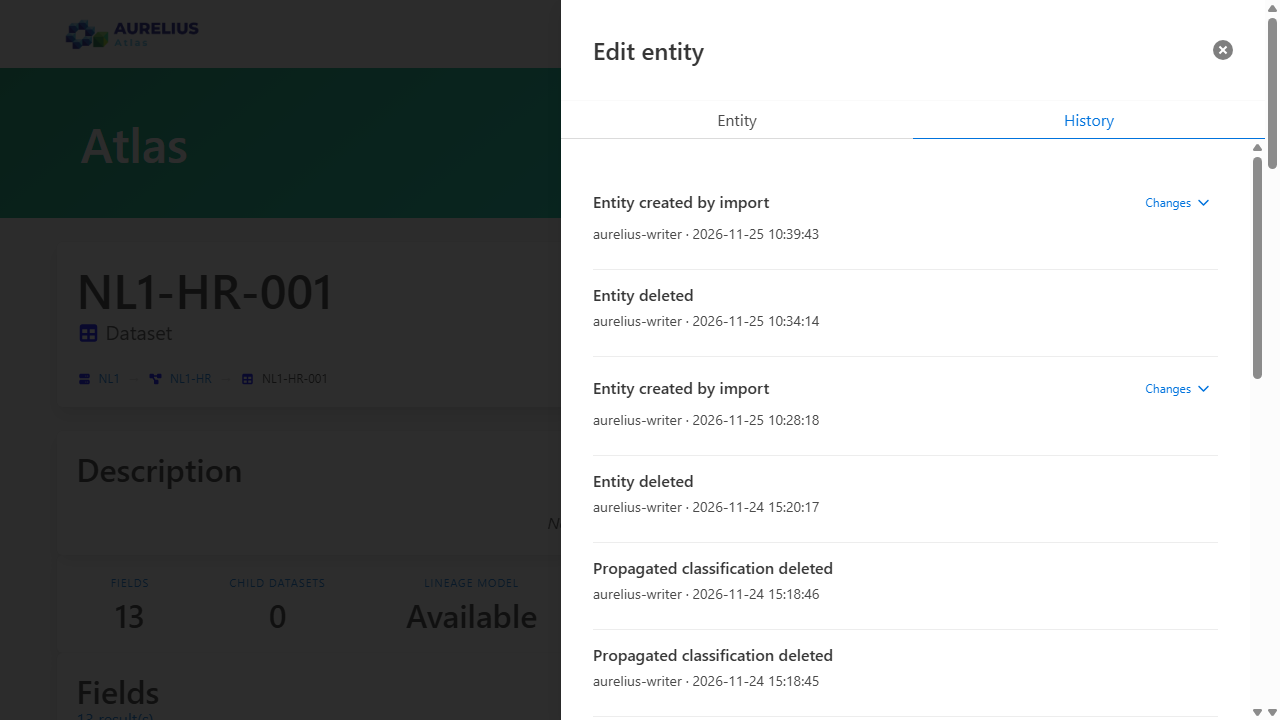 AURELIUS
Atlas
Atlas
NL1-HR-001
Dataset
NL1
NL1-HR
NL1-HR-001
Description
FIELDS
CHILD DATASETS
LINEAGE MODEL
13
0
Available
Fields
13 result(s)
Edit entity
Entity
History
Entity created by import
Changes
aurelius-writer · 2026-11-25 10:39:43
Entity deleted
aurelius-writer · 2026-11-25 10:34:14
Entity created by import
Changes
aurelius-writer · 2026-11-25 10:28:18
Entity deleted
aurelius-writer · 2026-11-24 15:20:17
Propagated classification deleted
aurelius-writer · 2026-11-24 15:18:46
Propagated classification deleted
aurelius-writer · 2026-11-24 15:18:45